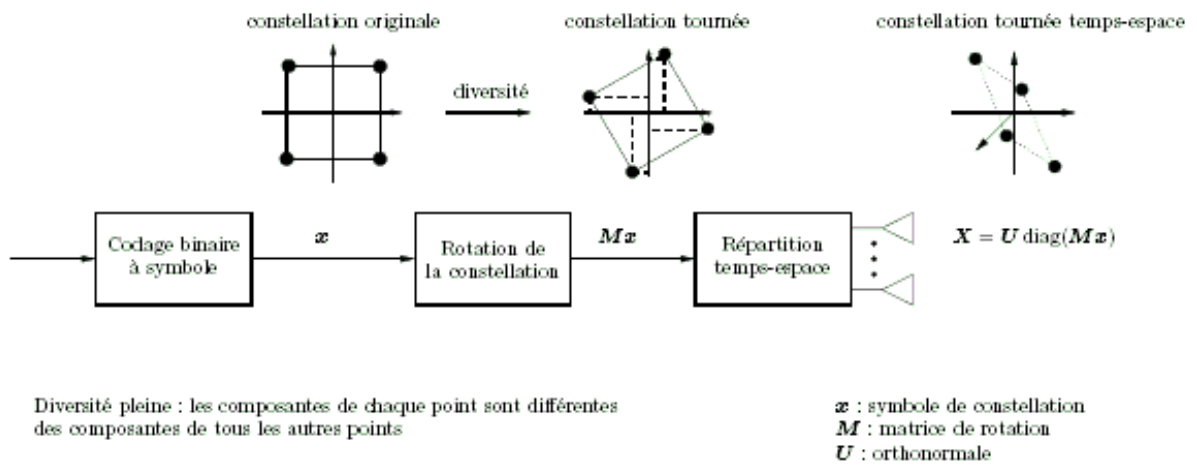 constellation originale
constellation tournée
constellation tournée temps-espace
diversité
Codage binaire
à symbole
x
Rotation de
la constellation
Mx
Répartition
temps-espace
X = U diag(Mx)
Diversité pleine : les composantes de chaque point sont différentes
des composantes de tous les autres points
x : symbole de constellation
M : matrice de rotation
U : orthonormale